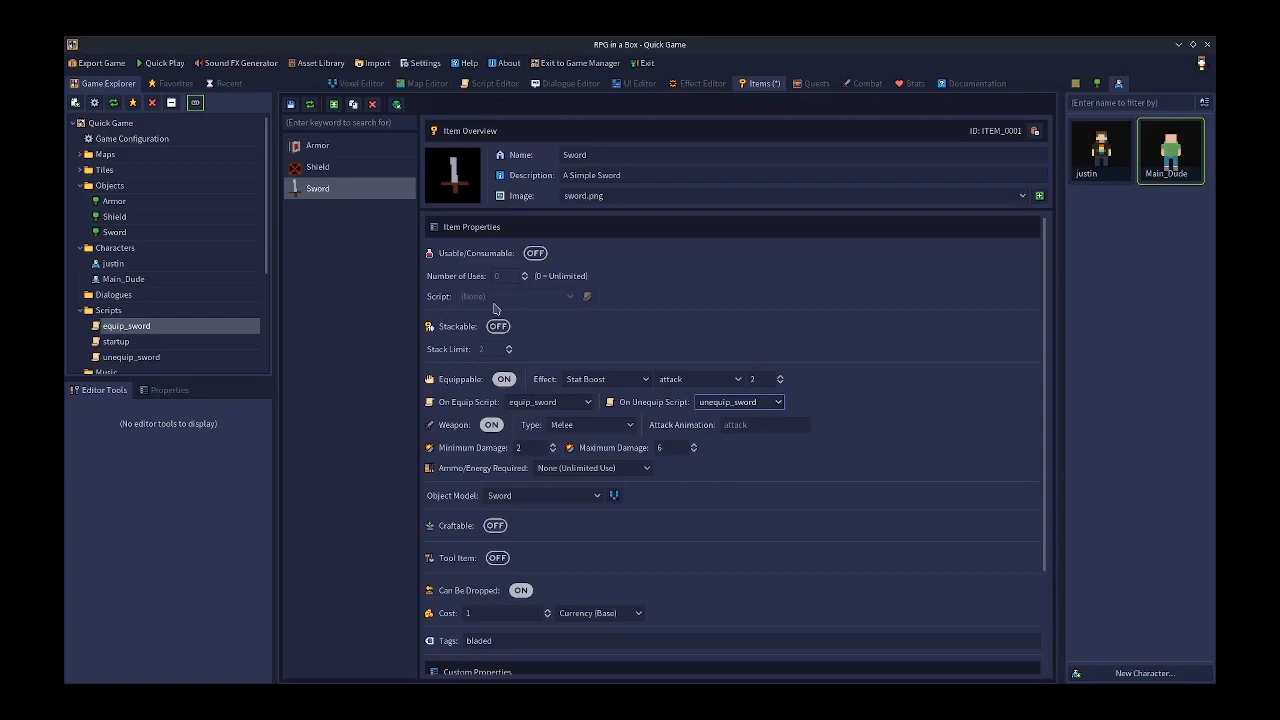 RPG in a Box - Quick Game
Export Game Quick Play Sound FX Generator Asset Library Import Settings Help About Exit to Game Manager Exit
Game Explorer Favorites Recent Voxel Editor Map Editor Script Editor Dialogue Editor UI Editor Effect Editor Items (*) Quests Combat Stats Documentation
(Enter name to filter by)
justin Main_Dude
New Character...
Quick Game
Game Configuration
Maps
Tiles
Objects
Armor
Shield
Sword
Characters
justin
Main_Dude
Dialogues
Scripts
equip_sword
startup
unequip_sword
Music
Editor Tools Properties
(No editor tools to display)
(Enter keyword to search for)
Armor
Shield
Sword
Item Overview ID: ITEM_0001
Name: Sword
Description: A Simple Sword
Image: sword.png
Item Properties
Usable/Consumable: OFF
Number of Uses: 0 (0 = Unlimited)
Script: (None)
Stackable: OFF
Stack Limit: 2
Equippable: ON Effect: Stat Boost attack 2
On Equip Script: equip_sword On Unequip Script: unequip_sword
Weapon: ON Type: Melee Attack Animation: attack
Minimum Damage: 2 Maximum Damage: 6
Ammo/Energy Required: None (Unlimited Use)
Object Model: Sword
Craftable: OFF
Tool Item: OFF
Can Be Dropped: ON
Cost: 1 Currency (Base)
Tags: bladed
Custom Properties